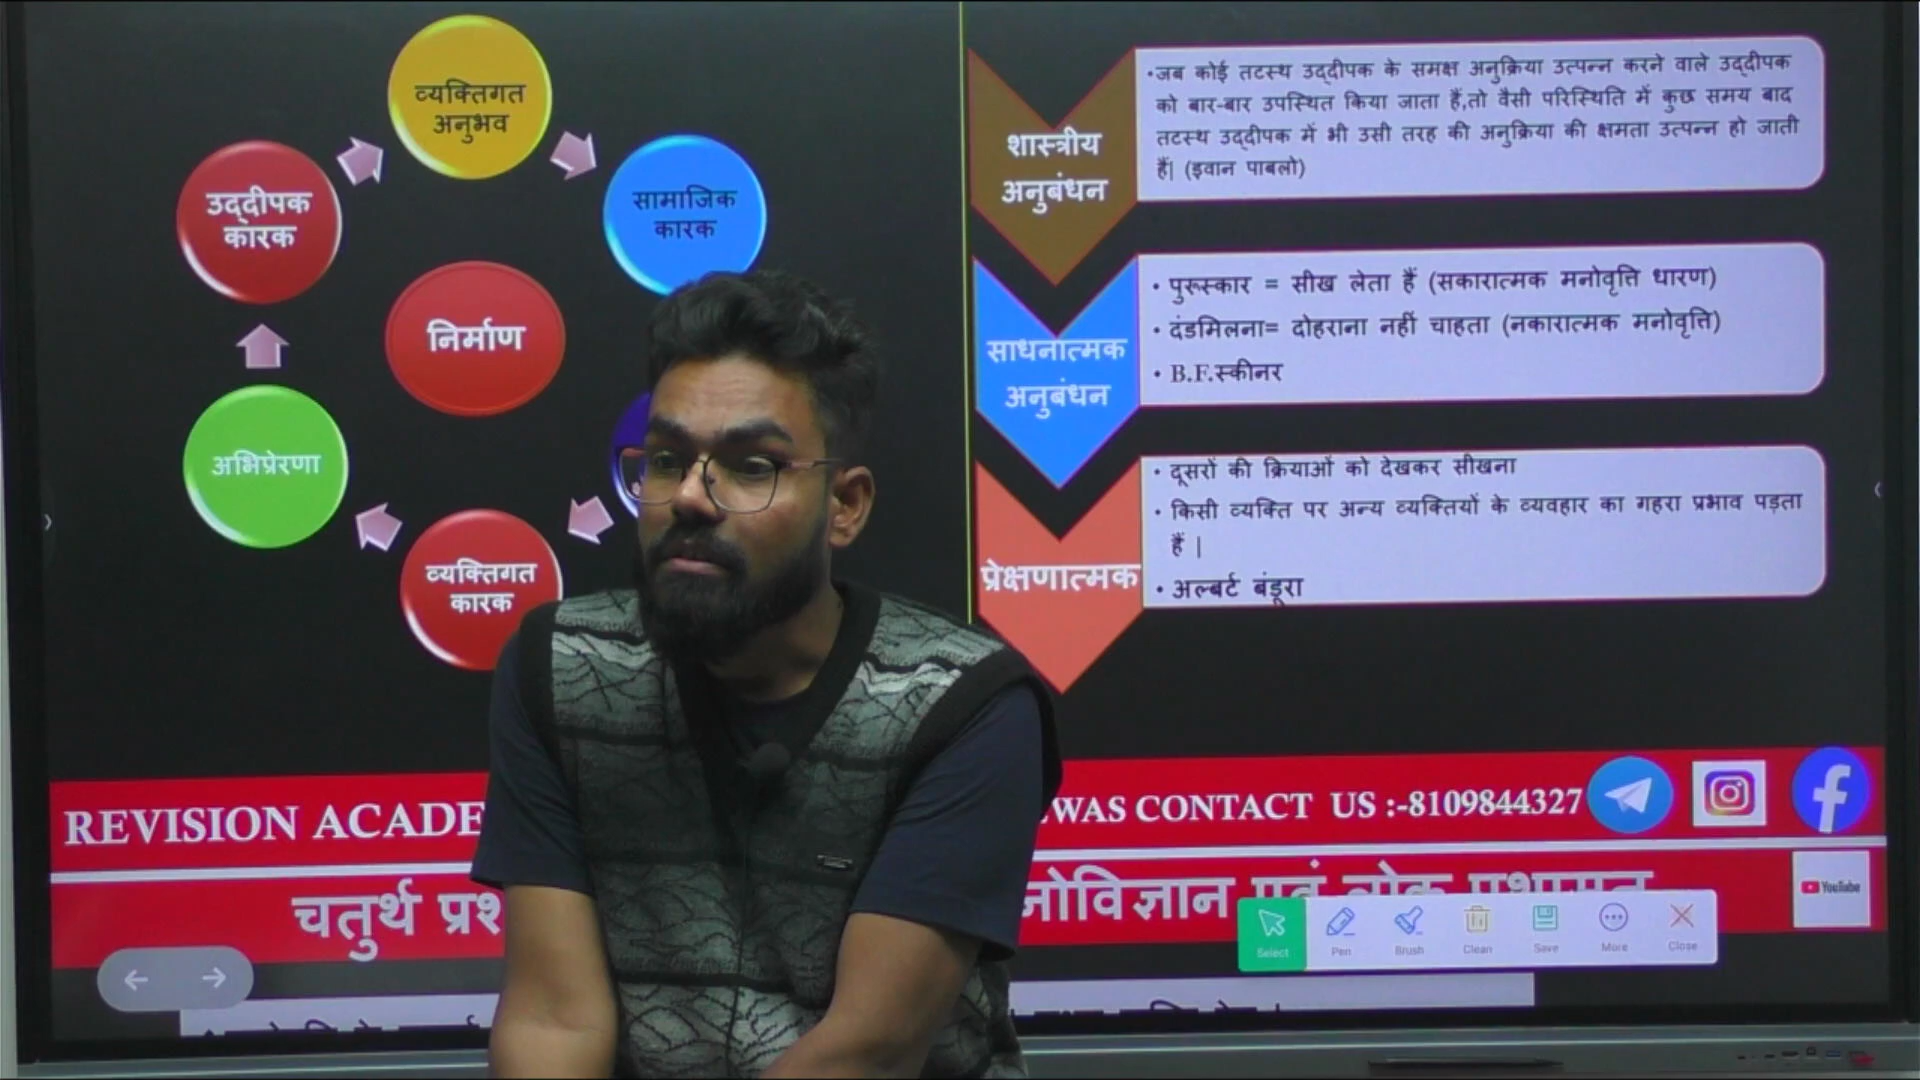 व्यक्तिगत
अनुभव
उद्दीपक
कारक
सामाजिक
कारक
निर्माण
अभिप्रेरणा
व्यक्तिगत
कारक
शास्त्रीय
अनुबंधन
•जब कोई तटस्थ उद्दीपक के समक्ष अनुक्रिया उत्पन्न करने वाले उद्दीपक
को बार-बार उपस्थित किया जाता हैं,तो वैसी परिस्थिति में कुछ समय बाद
तटस्थ उद्दीपक में भी उसी तरह की अनुक्रिया की क्षमता उत्पन्न हो जाती
हैं| (इवान पाबलो)
साधनात्मक
अनुबंधन
• पुरूस्कार = सीख लेता हैं (सकारात्मक मनोवृत्ति धारण)
• दंडमिलना= दोहराना नहीं चाहता (नकारात्मक मनोवृत्ति)
• B.F.स्कीनर
प्रेक्षणात्मक
• दूसरों की क्रियाओं को देखकर सीखना
• किसी व्यक्ति पर अन्य व्यक्तियों के व्यवहार का गहरा प्रभाव पड़ता
हैं |
• अल्बर्ट बंडूरा
REVISION ACADE
WAS CONTACT US :-8109844327
चतुर्थ प्रश
नोविज्ञान एवं
YouTube
Select
Pen
Brush
Clean
Save
More
Close